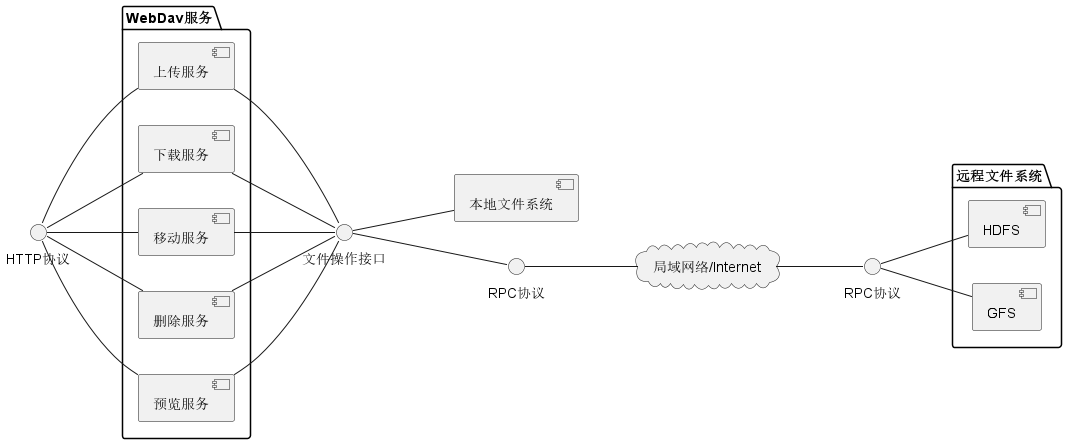 WebDav服务
上传服务
下载服务
移动服务
删除服务
预览服务
HTTP协议
文件操作接口
本地文件系统
RPC协议
局域网络/Internet
RPC协议
远程文件系统
HDFS
GFS